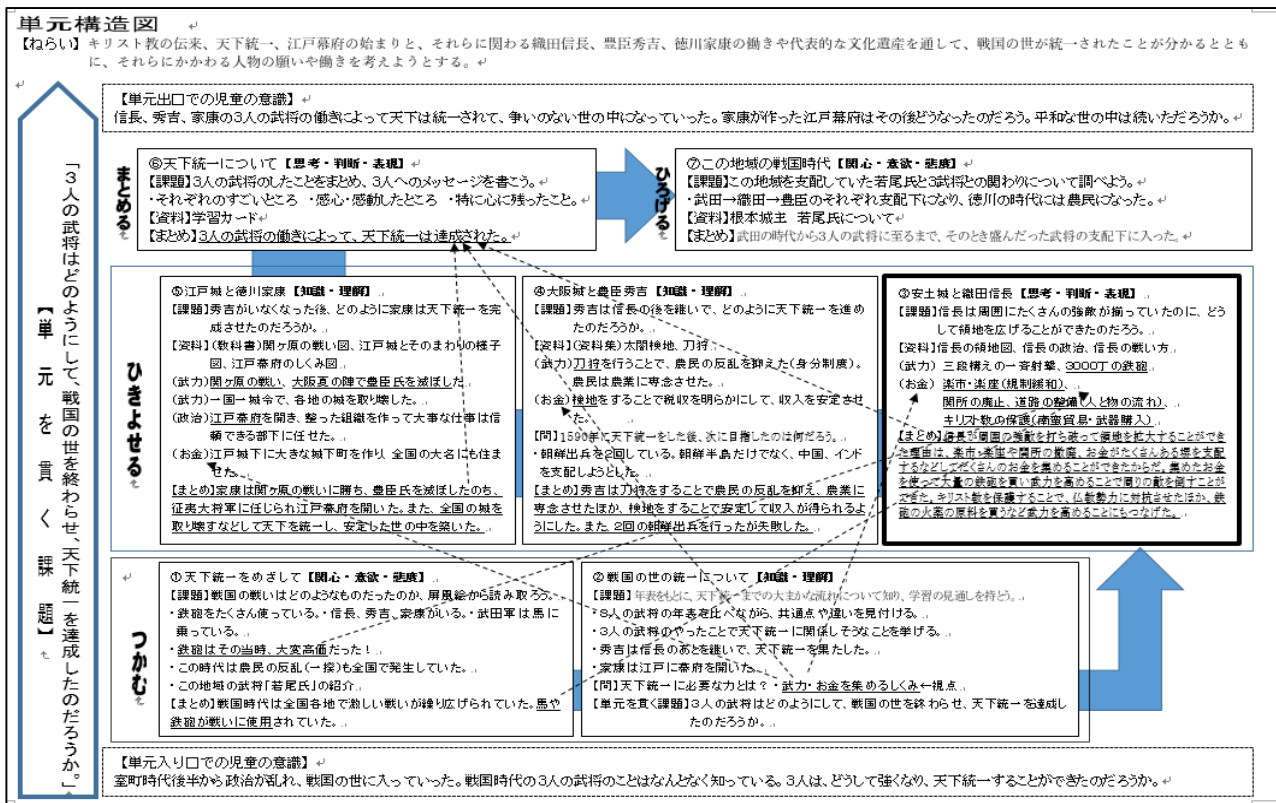 単元構造図
【ねらい】キリスト教の伝来、天下統一、江戸幕府の始まりと、それらに関わる織田信長、豊臣秀吉、徳川家康の働きや代表的な文化遺産を通して、戦国の世が統一されたことが分かるとと
も に、それらにかかわる人物の願いや働きを考えようとする。
【単元出口での児童の意識】
信長、秀吉、家康の3人の武将の働きによって天下は統一されて、争いのない世の中になっていった。家康が作った江戸幕府はその後どうなったのだろう。平和な世の中は続いただろうか。
【単元を貫く課題】
「3人の武将はどのようにして、戦国の世を終わらせ、天下統一を達成したのだろうか。」
まとめる
⑥天下統一について【思考・判断・表現】
【課題】3人の武将のしたことをまとめ、3人へのメッセージを書こう。
・それぞれのすごいところ ・感心・感動したところ ・特に心に残ったこと。
【資料】学習カード
【まとめ】3人の武将の働きによって、天下統一は達成された。
ひろげる
⑦この地域の戦国時代【関心・意欲・態度】
【課題】この地域を支配していた若尾氏と3武将との関わりについて調べよう。
・武田→織田→豊臣のそれぞれ支配下になり、徳川の時代には農民になった。
【資料】根本城主 若尾氏について
【まとめ】武田の時代から3人の武将に至るまで、そのとき盛んだった武将の支配下に入った。
ひきよせる
⑤江戸城と徳川家康【知識・理解】
【課題】秀吉がいなくなった後、どのように家康は天下統一を完
成させたのだろうか。
【資料】(教科書)関ヶ原の戦い図、江戸城とそのまわりの様子
図、江戸幕府のしくみ図
(武力)関ヶ原の戦い、大阪夏の陣で豊臣氏を滅ぼした
(武力)一国一城令で、各地の城を取り壊した。
(政治)江戸幕府を開き、整った組織を作って大事な仕事は信
頼できる部下に任せた。
(お金)江戸城下に大きな城下町を作り、全国の大名にも住ま
せた。
【まとめ】家康は関ヶ原の戦いに勝ち、豊臣氏を滅ぼしたのち、
征夷大将軍に任じられ江戸幕府を開いた。また、全国の城を
取り壊すなどして天下を統一し、安定した世の中を築いた。
④大阪城と豊臣秀吉【知識・理解】
【課題】秀吉は信長の後を継いで、どのように天下統一を進め
たのだろうか。
【資料】(資料集)太閤検地、刀狩
(武力)刀狩を行うことで、農民の反乱を抑えた(身分制度)。
農民は農業に専念させた。
(お金)検地をすることで税収を明らかにして、収入を安定させ
た。
【問】1590年に天下統一をした後、次に目指したのは何だろう。
・朝鮮出兵を2回している。朝鮮半島だけでなく、中国、インド
を支配しようとした。
【まとめ】秀吉は刀狩をすることで農民の反乱を抑え、農業に
専念させたほか、検地をすることで安定して収入が得られるよ
うにした。また、2回の朝鮮出兵を行ったが失敗した。
③安土城と織田信長【思考・判断・表現】
【課題】信長は周囲にたくさんの強敵が揃っていたのに、どうし
て領地を広げることができたのだろう。
【資料】信長の領地図、信長の政治、信長の戦い方
(武力) 三段構えの一斉射撃、3000丁の鉄砲
(お金) 楽市・楽座(規制緩和)
関所の廃止、道路の整備(人と物の流れ)、
キリスト教の保護(南蛮貿易・武器購入)
【まとめ】信長が周囲の強敵を打ち破って領地を拡大することができ
た理由は、楽市・楽座や関所の撤廃、お金がたくさんある堺を支配
するなどしてたくさんのお金を集めることができたからだ。集めたお金
を使って大量の鉄砲を買い武力を高めることで周りの敵を倒すことが
できた。キリスト教を保護することで、仏教勢力に対抗させたほか、鉄
砲の火薬の原料を買うなど武力を高めることにもつなげた。
つかむ
①天下統一をめざして【関心・意欲・態度】
【課題】戦国の戦いはどのようなものだったのか、屏風絵から読み取ろう。
・鉄砲をたくさん使っている。・信長、秀吉、家康がいる。・武田軍は馬に
乗っている。
・鉄砲はその当時、大変高価だった!
・この時代は農民の反乱(一揆)も全国で発生していた。
・この地域の武将「若尾氏」の紹介
【まとめ】戦国時代は全国各地で激しい戦いが繰り広げられていた。馬や
鉄砲が戦いに使用されていた。
②戦国の世の統一について【知識・理解】
【課題】年表をもとに、天下統一までの大まかな流れについて知り、学習の見通しを持とう。
・3人の武将の年表を比べながら、共通点や違いを見付ける。
・3人の武将のやったことで天下統一に関係しそうなことを挙げる。
・秀吉は信長のあとを継いで、天下統一を果たした。
・家康は江戸に幕府を開いた。
【問】天下統一に必要な力とは?・武力・お金を集めるしくみ←視点
【単元を貫く課題】3人の武将はどのようにして、戦国の世を終わらせ、天下統一を達成し
たのだろうか。
【単元入り口での児童の意識】
室町時代後半から政治が乱れ、戦国の世に入っていった。戦国時代の3人の武将のことはなんとなく知っている。3人は、どうして強くなり、天下統一することができたのだろうか。